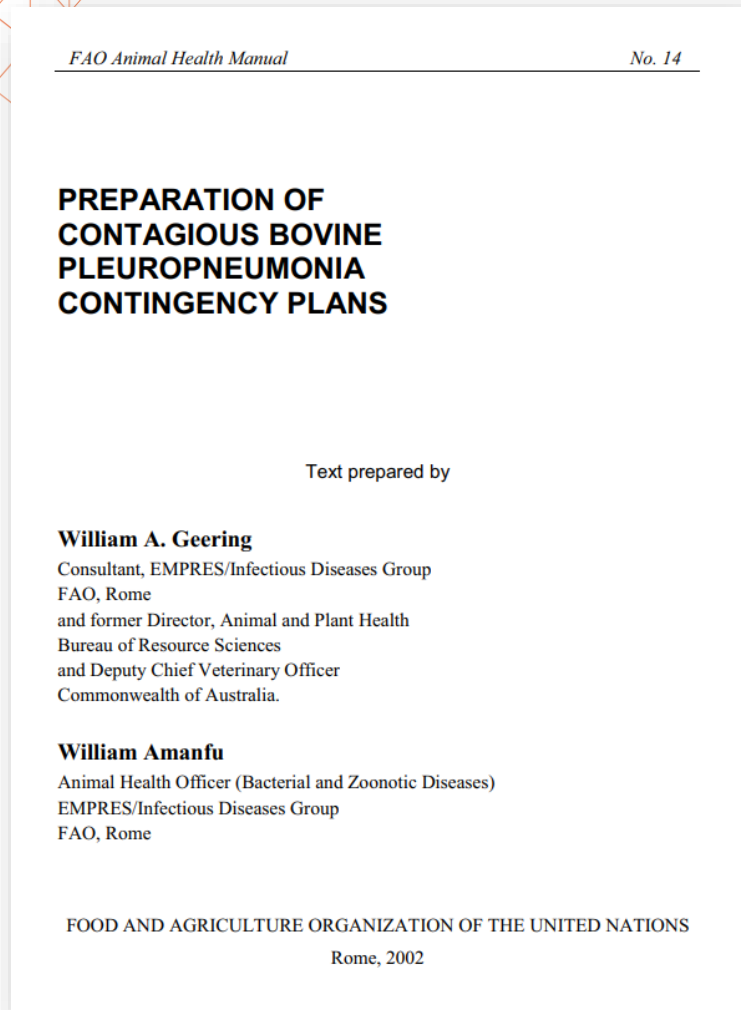 FAO Animal Health Manual No. 14
PREPARATION OF
CONTAGIOUS BOVINE
PLEUROPNEUMONIA
CONTINGENCY PLANS
Text prepared by
William A. Geering
Consultant, EMPRES/Infectious Diseases Group
FAO, Rome
and former Director, Animal and Plant Health
Bureau of Resource Sciences
and Deputy Chief Veterinary Officer
Commonwealth of Australia.
William Amanfu
Animal Health Officer (Bacterial and Zoonotic Diseases)
EMPRES/Infectious Diseases Group
FAO, Rome
FOOD AND AGRICULTURE ORGANIZATION OF THE UNITED NATIONS
Rome, 2002